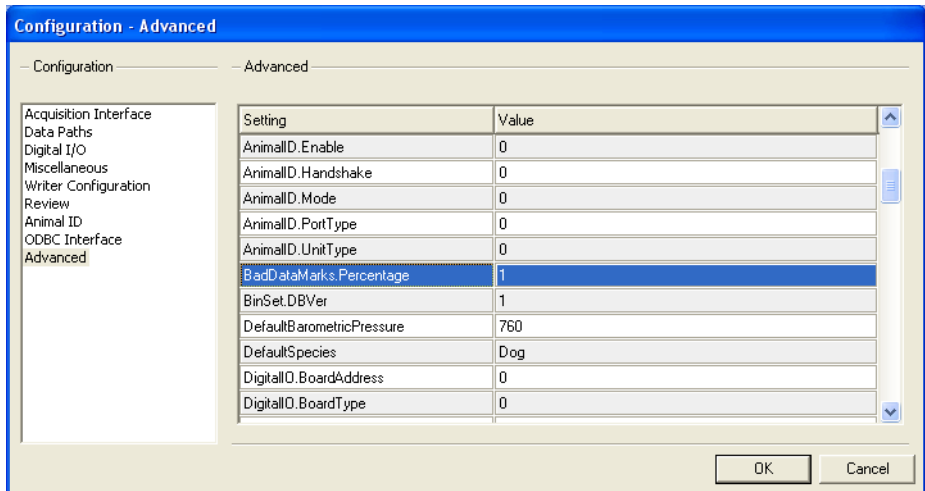 Configuration - Advanced
Configuration
Advanced
Acquisition Interface
Data Paths
Digital I/O
Miscellaneous
Writer Configuration
Review
Animal ID
ODBC Interface
Advanced
Setting Value
AnimalID.Enable 0
AnimalID.Handshake 0
AnimalID.Mode 0
AnimalID.PortType 0
AnimalID.UnitType 0
BadDataMarks.Percentage 1
BinSet.DBVer 1
DefaultBarometricPressure 760
DefaultSpecies Dog
DigitalIO.BoardAddress 0
DigitalIO.BoardType 0
OK Cancel